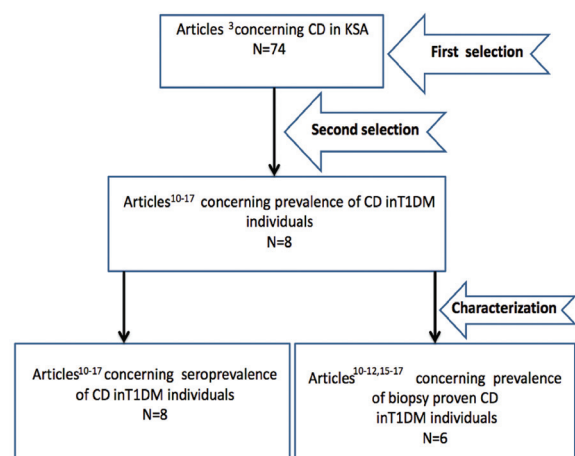 Articles ³concerning CD in KSA
N=74
First selection
Second selection
Articles¹⁰⁻¹⁷ concerning prevalence of CD inT1DM
individuals
N=8
Characterization
Articles¹⁰⁻¹⁷concerning seroprevalence
of CD inT1DM individuals
N=8
Articles¹⁰⁻¹²,¹⁵⁻¹⁷ concerning prevalence
of biopsy proven CD
inT1DM individuals
N=6